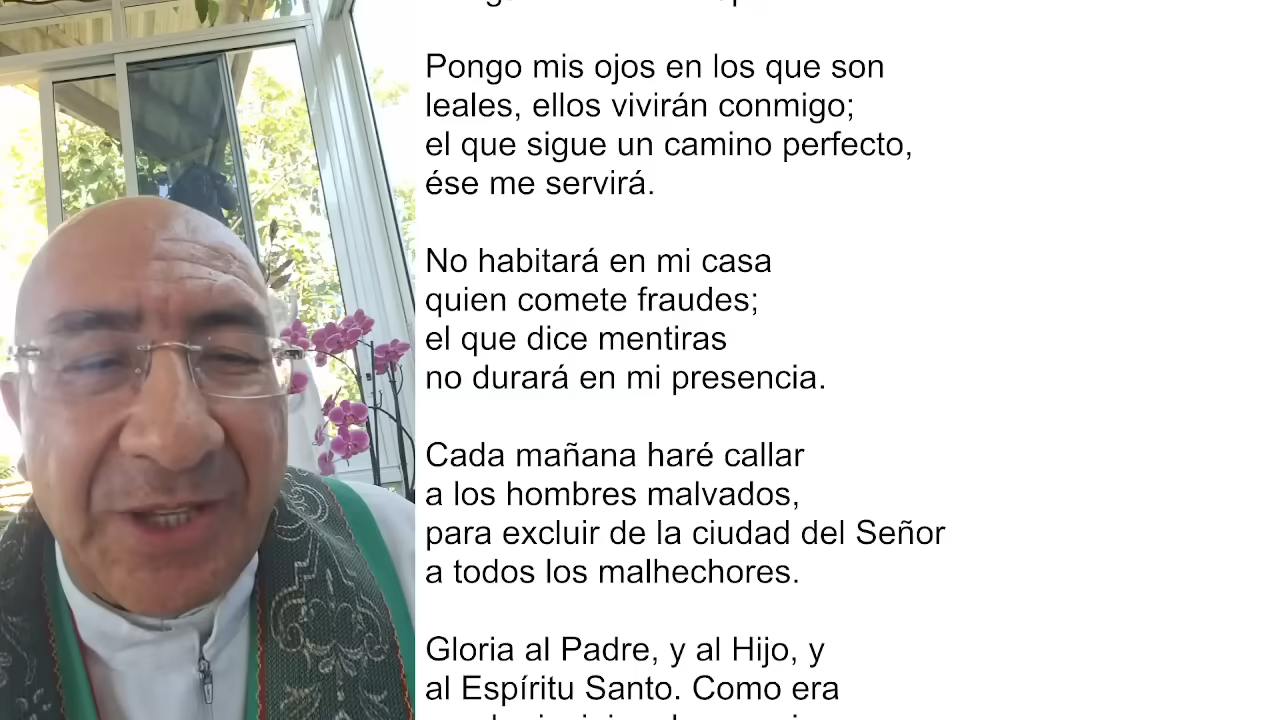 Pongo mis ojos en los que son
leales, ellos vivirán conmigo;
el que sigue un camino perfecto,
ése me servirá.
No habitará en mi casa
quien comete fraudes;
el que dice mentiras
no durará en mi presencia.
Cada mañana haré callar
a los hombres malvados,
para excluir de la ciudad del Señor
a todos los malhechores.
Gloria al Padre, y al Hijo, y
al Espíritu Santo. Como era